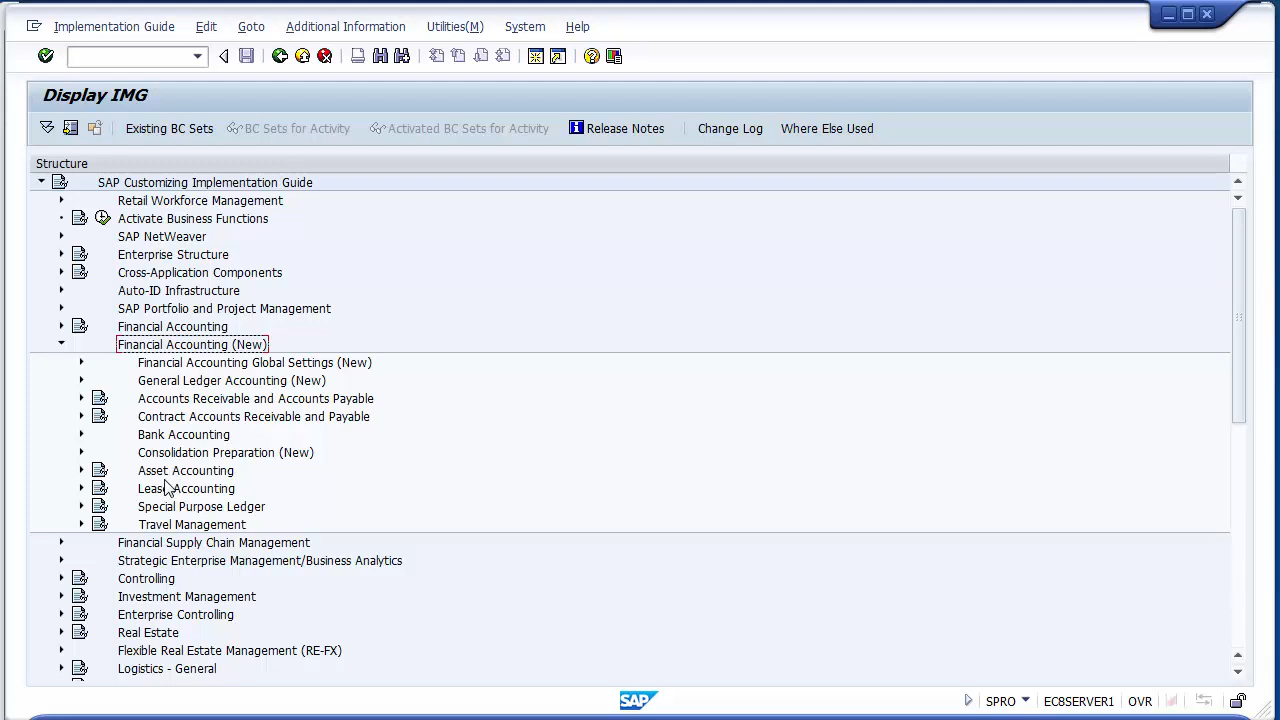 Implementation Guide Edit Goto Additional Information Utilities(M) System Help
Display IMG
Existing BC Sets BC Sets for Activity Activated BC Sets for Activity Release Notes Change Log Where Else Used
Structure
SAP Customizing Implementation Guide
Retail Workforce Management
Activate Business Functions
SAP NetWeaver
Enterprise Structure
Cross-Application Components
Auto-ID Infrastructure
SAP Portfolio and Project Management
Financial Accounting
Financial Accounting (New)
Financial Accounting Global Settings (New)
General Ledger Accounting (New)
Accounts Receivable and Accounts Payable
Contract Accounts Receivable and Payable
Bank Accounting
Consolidation Preparation (New)
Asset Accounting
Lease Accounting
Special Purpose Ledger
Travel Management
Financial Supply Chain Management
Strategic Enterprise Management/Business Analytics
Controlling
Investment Management
Enterprise Controlling
Real Estate
Flexible Real Estate Management (RE-FX)
Logistics - General
SAP SPRO EC8SERVER1 OVR